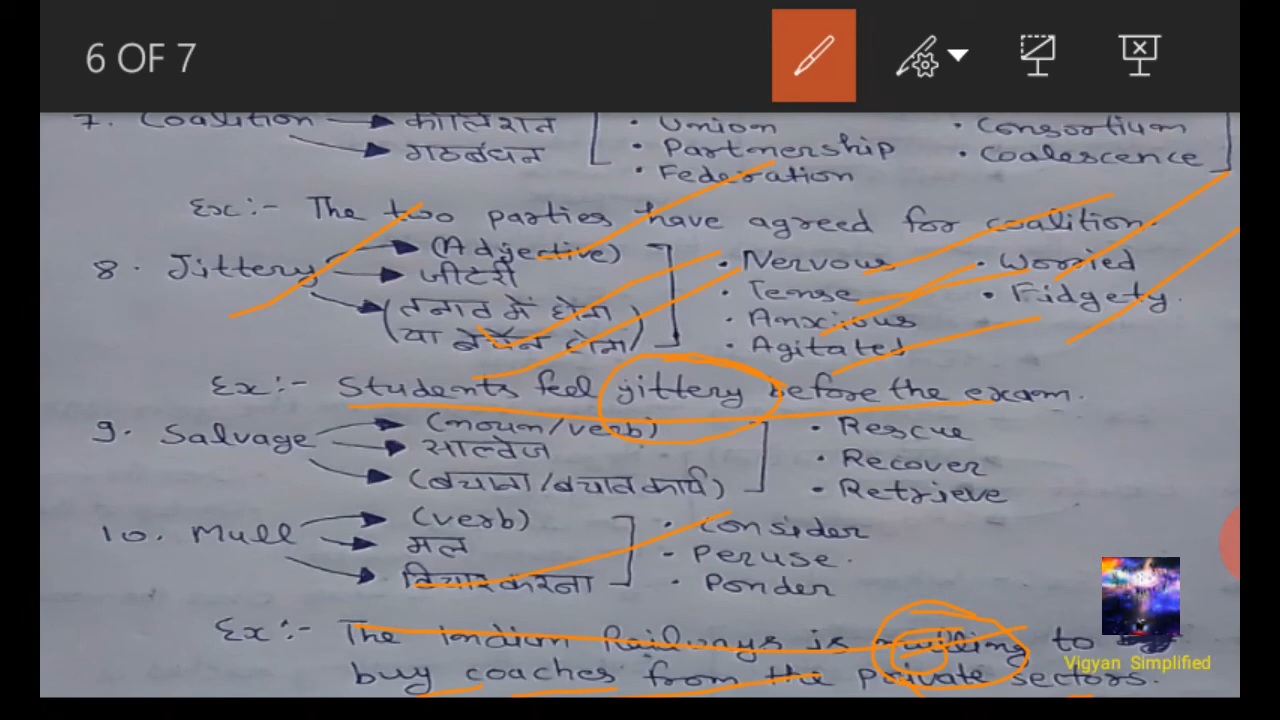 6 OF 7
7. Coalition → कोलिशन • Union • Consortium
→ गठबंधन • Partnership • Coalescence
• Federation
Ex:- The two parties have agreed for coalition.
8. Jittery → (Adjective) • Nervous • Worried
→ जीटरी • Tense • Fidgety
→ (तनाव में होना • Anxcious
या बेचैन होना) • Agitated
Ex:- Students feel jittery before the exam.
9. Salvage → (noun/verb) • Rescue
→ साल्वेज • Recover
→ (बचाना/बचाव कार्य) • Retrieve
10. Mull → (verb) • Consider
→ मल • Peruse
→ विचार करना • Ponder
Ex:- The indian Railways is mulling to
buy coaches from the private sectors.
Vigyan Simplified